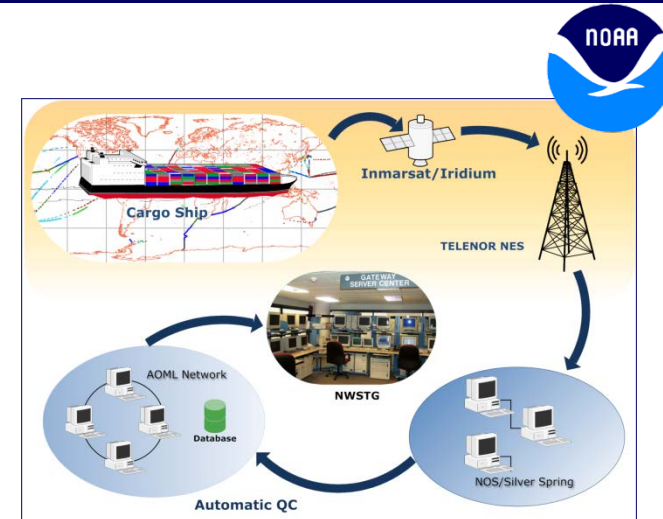 NOAA
Inmarsat/Iridium
Cargo Ship
TELENOR NES
GATEWAY
SERVER CENTER
AOML Network
NWSTG
Database
NOS/Silver Spring
Automatic QC